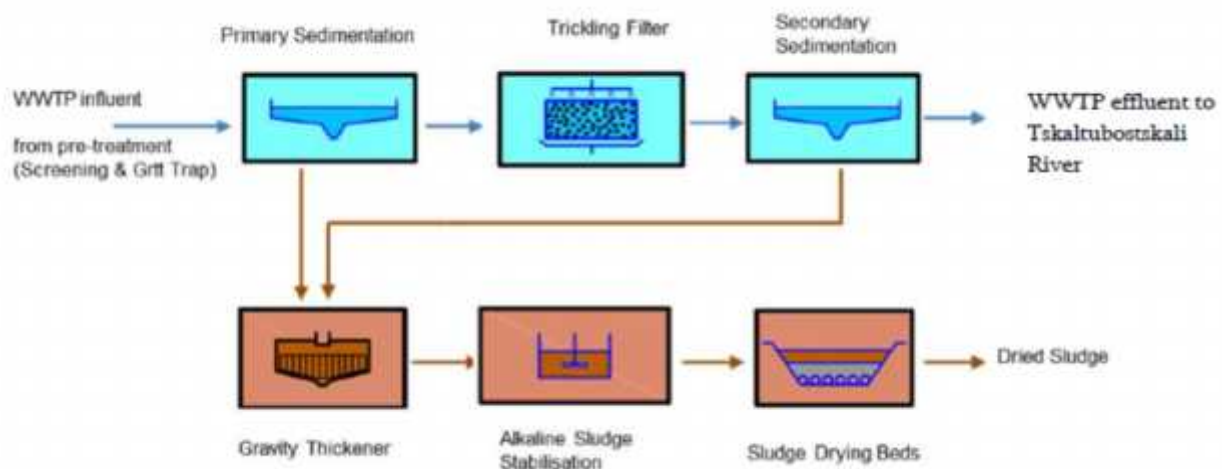 Primary Sedimentation
Trickling Filter
Secondary
Sedimentation
WWTP influent
from pre-treatment
(Screening & Grtt Trap)
WWTP effluent to
Tskaltubostskali
River
Gravity Thickener
Alkaline Sludge
Stabilisation
Sludge Drying Beds
Dried Sludge